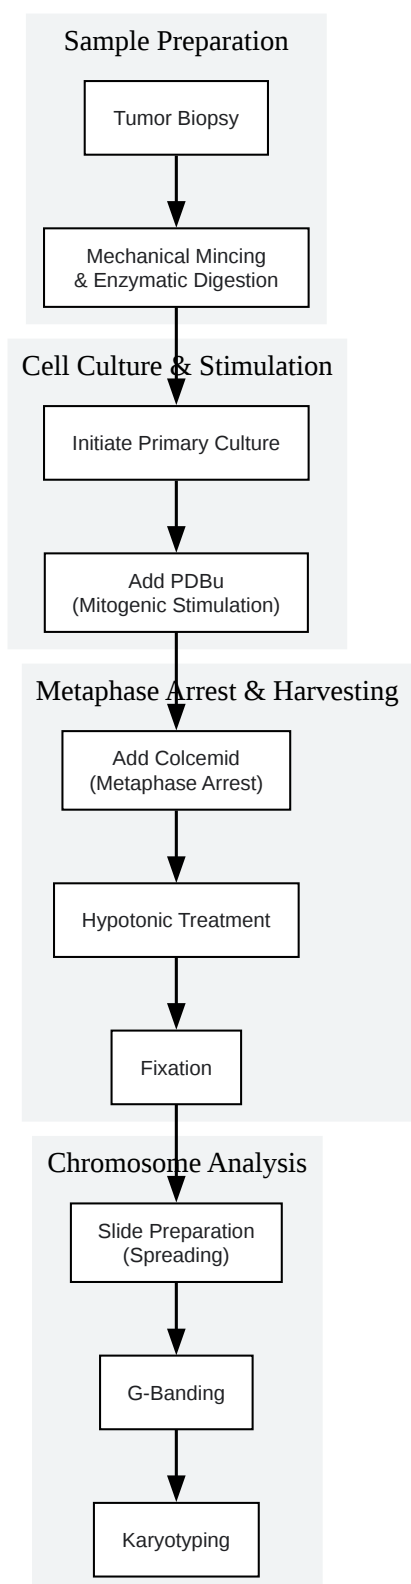 Sample Preparation
Tumor Biopsy
Mechanical Mincing
& Enzymatic Digestion
Cell Culture & Stimulation
Initiate Primary Culture
Add PDBu
(Mitogenic Stimulation)
Metaphase Arrest & Harvesting
Add Colcemid
(Metaphase Arrest)
Hypotonic Treatment
Fixation
Chromosome Analysis
Slide Preparation
(Spreading)
G-Banding
Karyotyping